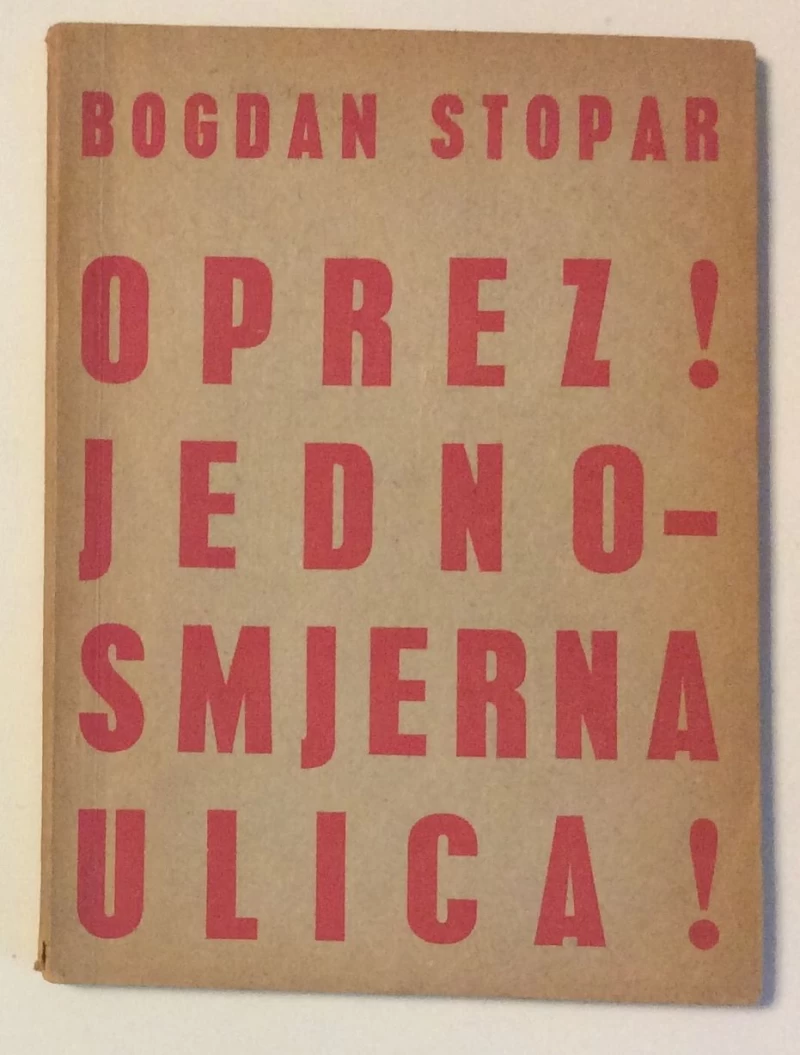 BOGDAN STOPAR
OPREZ!
JEDNO-
SMJERNA
ULICA!